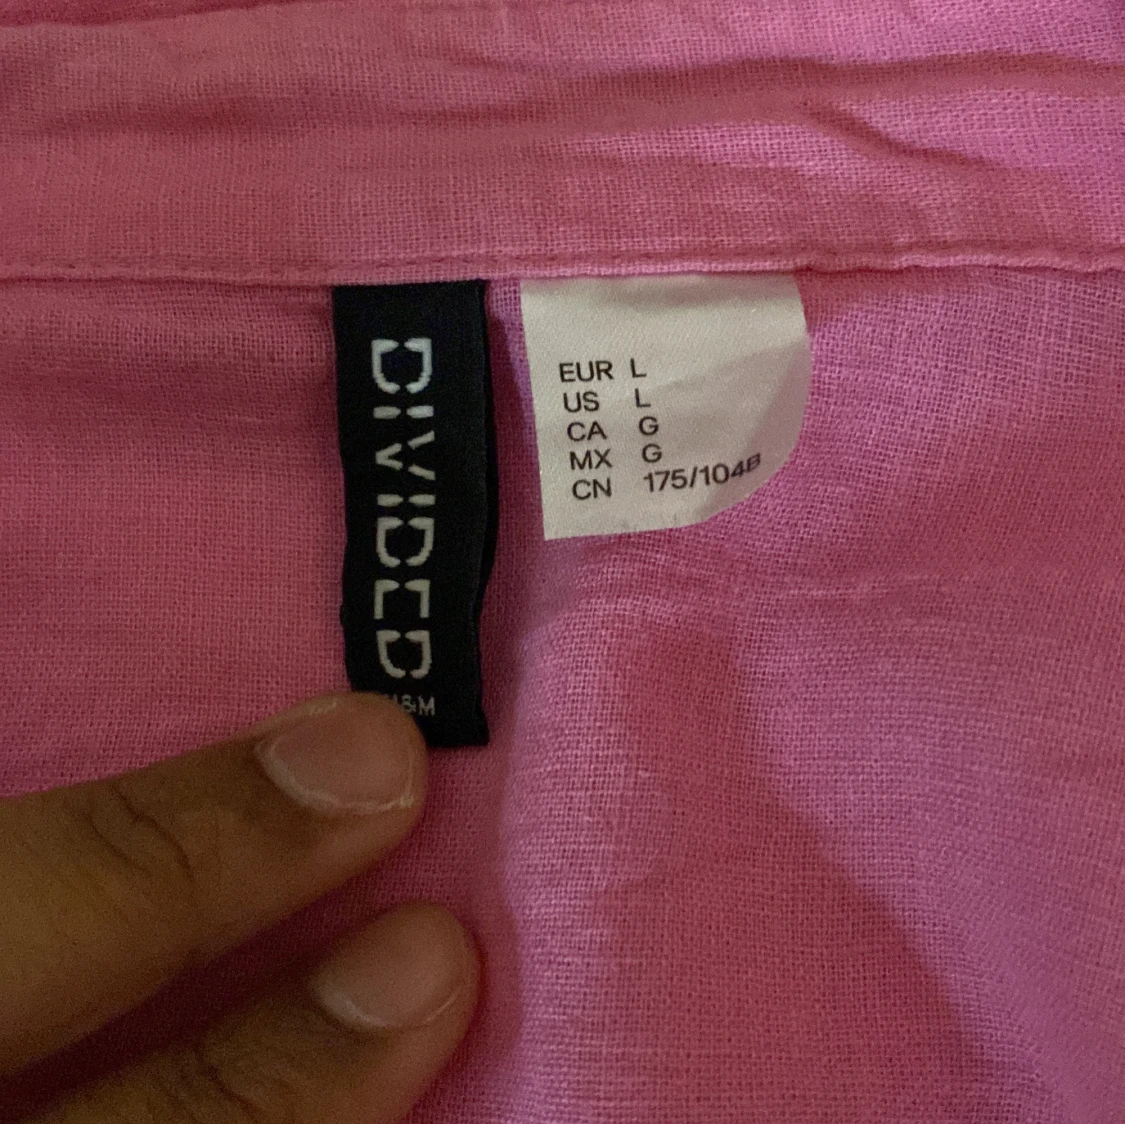 DIVIDED
H&M
EUR L
US L
CA G
MX G
CN 175/104B